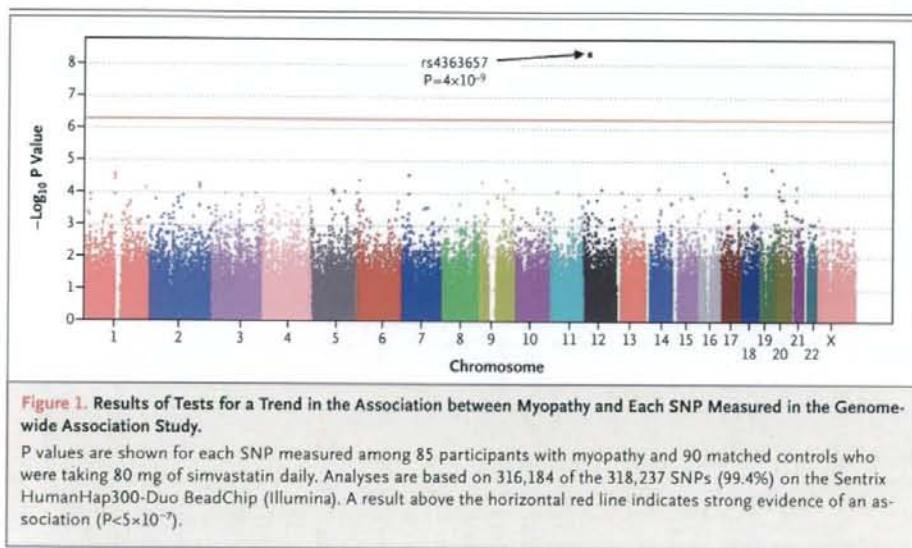 8
7
6
5
4
3
2
1
0
−Log₁₀ P Value
rs4363657
P=4×10⁻⁹
1 2 3 4 5 6 7 8 9 10 11 12 13 14 15 16 17 18 19 20 21 22 X
Chromosome
Figure 1. Results of Tests for a Trend in the Association between Myopathy and Each SNP Measured in the Genome-
wide Association Study.
P values are shown for each SNP measured among 85 participants with myopathy and 90 matched controls who
were taking 80 mg of simvastatin daily. Analyses are based on 316,184 of the 318,237 SNPs (99.4%) on the Sentrix
HumanHap300-Duo BeadChip (Illumina). A result above the horizontal red line indicates strong evidence of an as-
sociation (P<5×10⁻⁷).